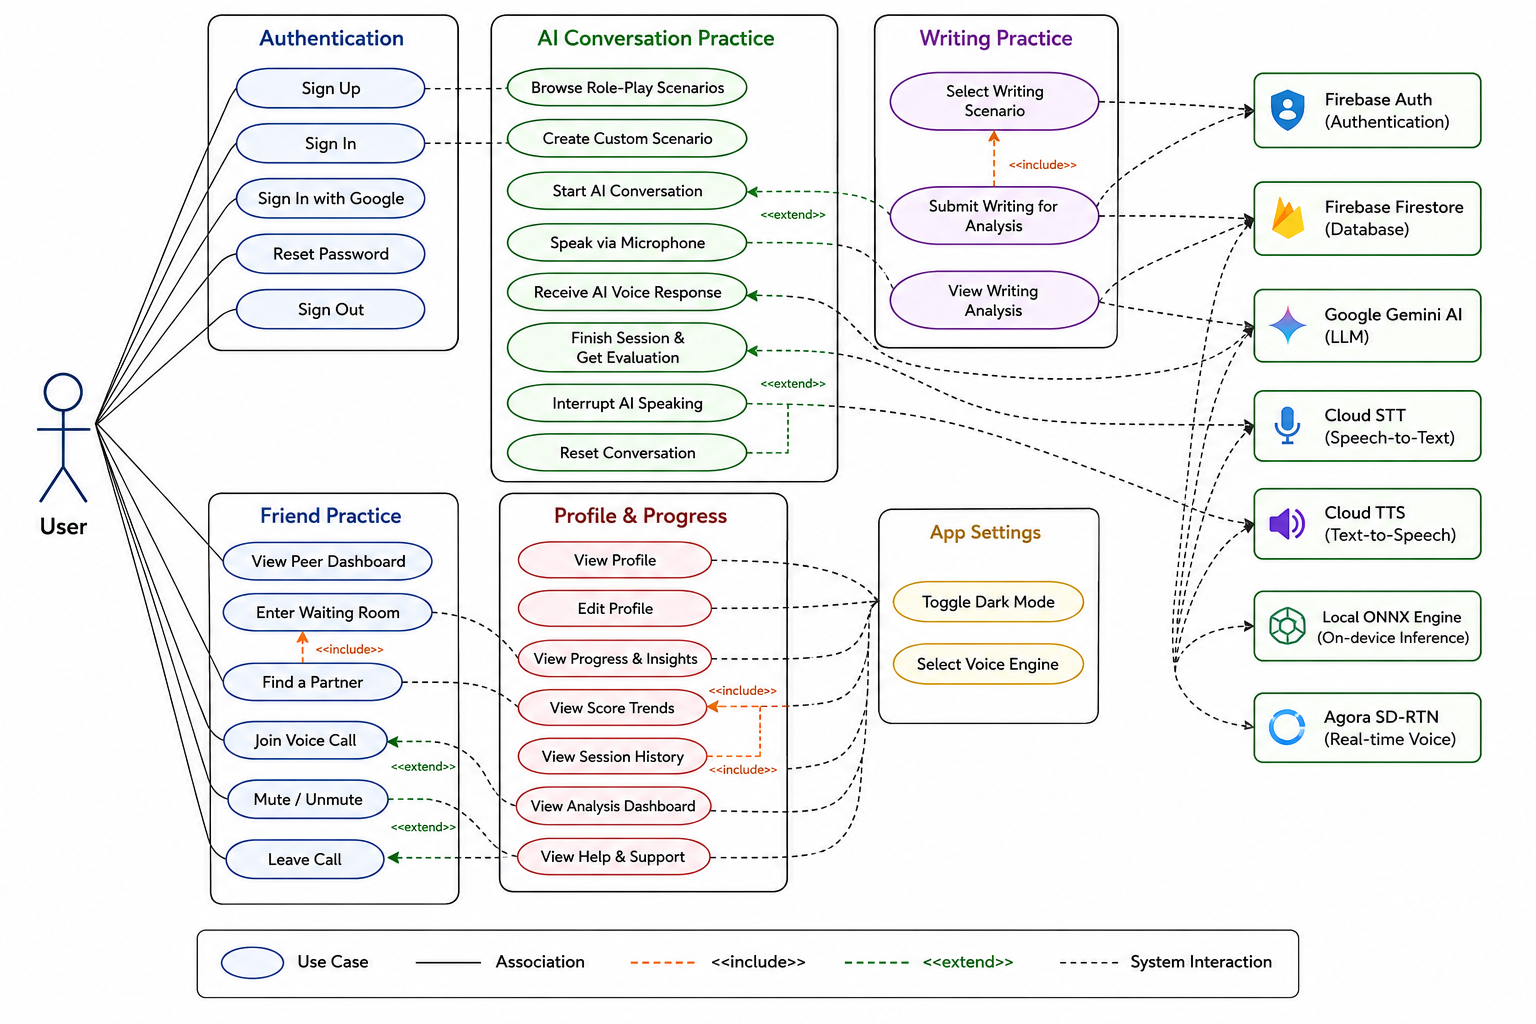 Authentication
Sign Up
Sign In
Sign In with Google
Reset Password
Sign Out
AI Conversation Practice
Browse Role-Play Scenarios
Create Custom Scenario
Start AI Conversation
<<extend>>
Speak via Microphone
Receive AI Voice Response
Finish Session &
Get Evaluation
<<extend>>
Interrupt AI Speaking
Reset Conversation
Writing Practice
Select Writing
Scenario
<<include>>
Submit Writing for
Analysis
View Writing
Analysis
Firebase Auth
(Authentication)
Firebase Firestore
(Database)
Google Gemini AI
(LLM)
Cloud STT
(Speech-to-Text)
Cloud TTS
(Text-to-Speech)
Local ONNX Engine
(On-device Inference)
Agora SD-RTN
(Real-time Voice)
User
Friend Practice
View Peer Dashboard
Enter Waiting Room
<<include>>
Find a Partner
Join Voice Call
<<extend>>
Mute / Unmute
<<extend>>
Leave Call
Profile & Progress
View Profile
Edit Profile
View Progress & Insights
<<include>>
View Score Trends
View Session History
<<include>>
View Analysis Dashboard
View Help & Support
App Settings
Toggle Dark Mode
Select Voice Engine
Use Case
Association
<<include>>
<<extend>>
System Interaction